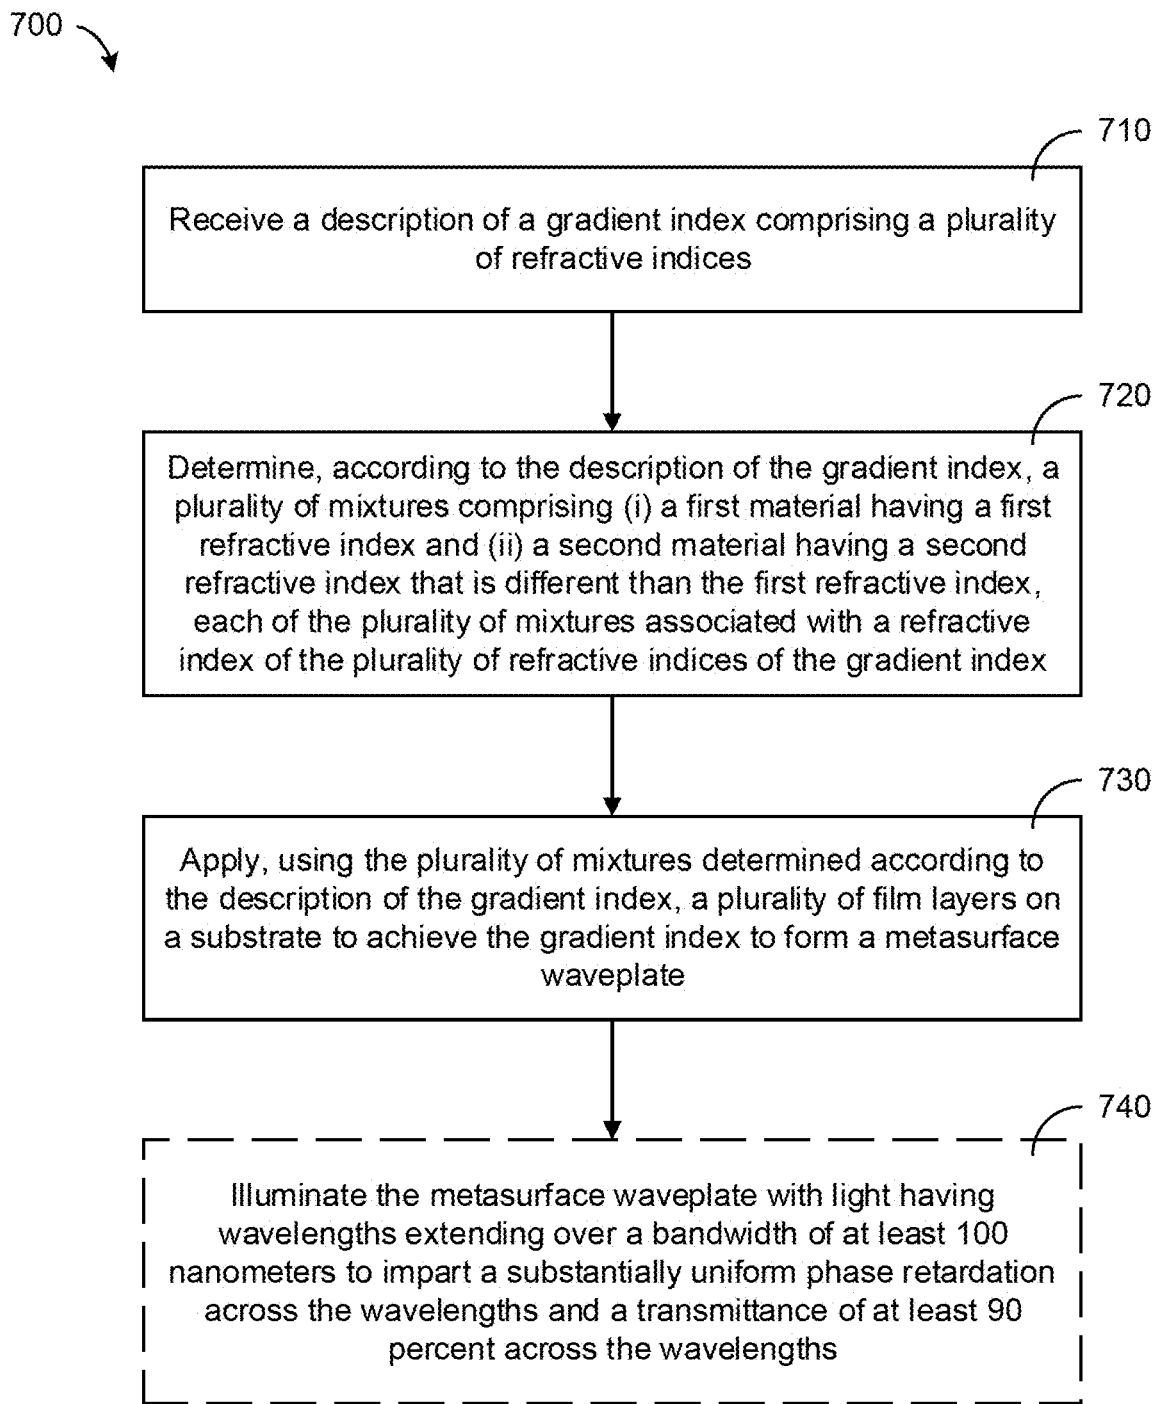 700
710
Receive a description of a gradient index comprising a plurality
of refractive indices
720
Determine, according to the description of the gradient index, a
plurality of mixtures comprising (i) a first material having a first
refractive index and (ii) a second material having a second
refractive index that is different than the first refractive index,
each of the plurality of mixtures associated with a refractive
index of the plurality of refractive indices of the gradient index
730
Apply, using the plurality of mixtures determined according to
the description of the gradient index, a plurality of film layers on
a substrate to achieve the gradient index to form a metasurface
waveplate
740
Illuminate the metasurface waveplate with light having
wavelengths extending over a bandwidth of at least 100
nanometers to impart a substantially uniform phase retardation
across the wavelengths and a transmittance of at least 90
percent across the wavelengths